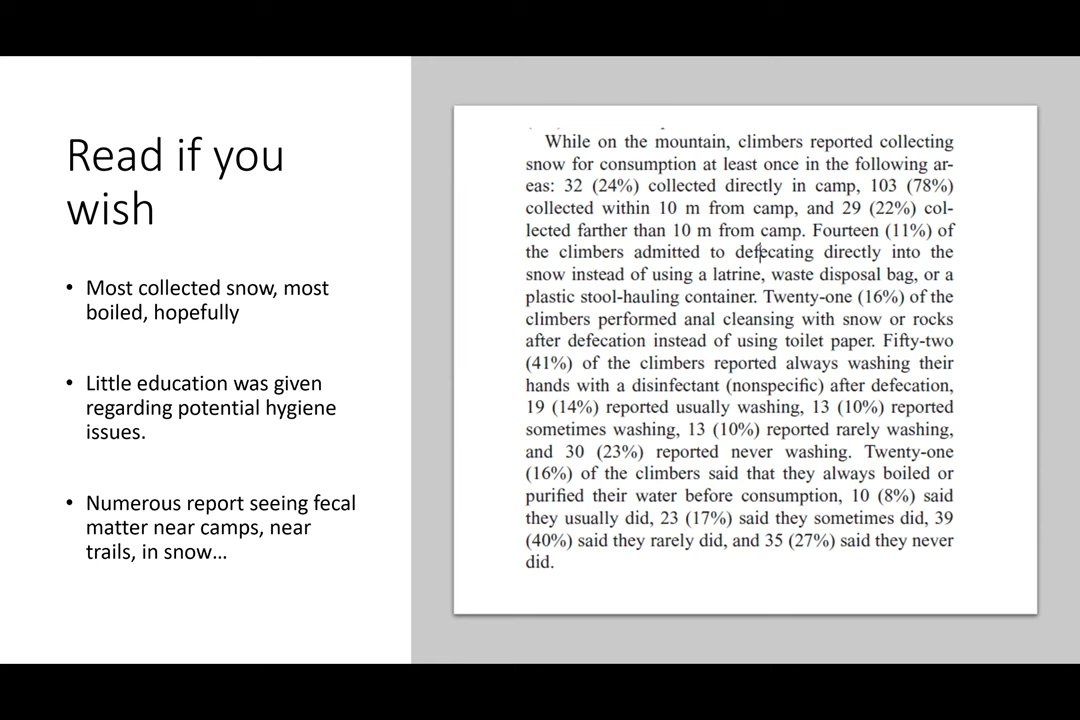 Read if you
wish
• Most collected snow, most
boiled, hopefully
• Little education was given
regarding potential hygiene
issues.
• Numerous report seeing fecal
matter near camps, near
trails, in snow...
While on the mountain, climbers reported collecting
snow for consumption at least once in the following ar-
eas: 32 (24%) collected directly in camp, 103 (78%)
collected within 10 m from camp, and 29 (22%) col-
lected farther than 10 m from camp. Fourteen (11%) of
the climbers admitted to defecating directly into the
snow instead of using a latrine, waste disposal bag, or a
plastic stool-hauling container. Twenty-one (16%) of the
climbers performed anal cleansing with snow or rocks
after defecation instead of using toilet paper. Fifty-two
(41%) of the climbers reported always washing their
hands with a disinfectant (nonspecific) after defecation,
19 (14%) reported usually washing, 13 (10%) reported
sometimes washing, 13 (10%) reported rarely washing,
and 30 (23%) reported never washing. Twenty-one
(16%) of the climbers said that they always boiled or
purified their water before consumption, 10 (8%) said
they usually did, 23 (17%) said they sometimes did, 39
(40%) said they rarely did, and 35 (27%) said they never
did.